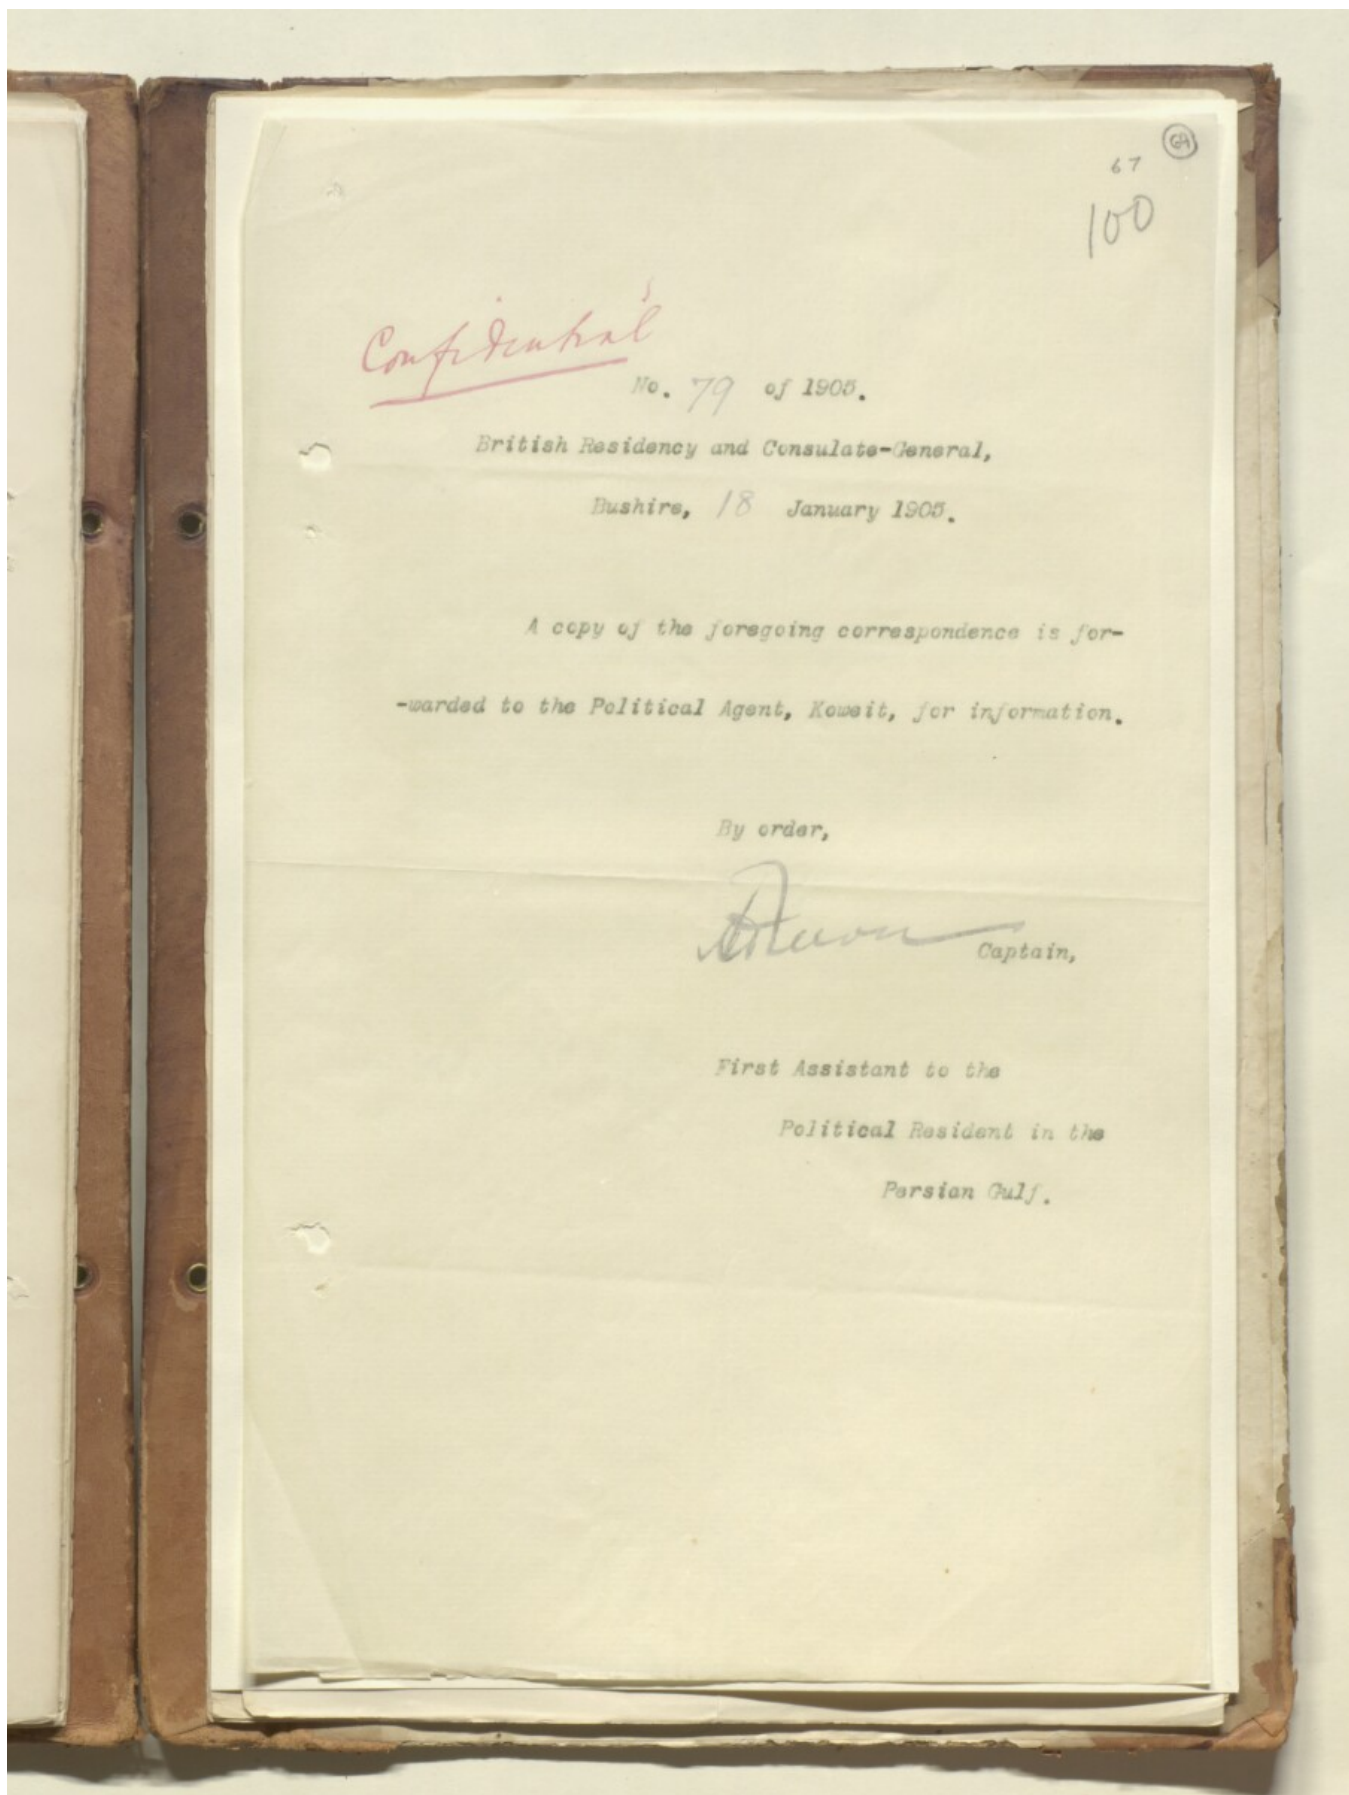 69
67
100
Confidential
No. 79 of 1905.
British Residency and Consulate-General,
Bushire, 18 January 1905.
A copy of the foregoing correspondence is for-
-warded to the Political Agent, Koweit, for information.
By order,
Captain,
First Assistant to the
Political Resident in the
Persian Gulf.